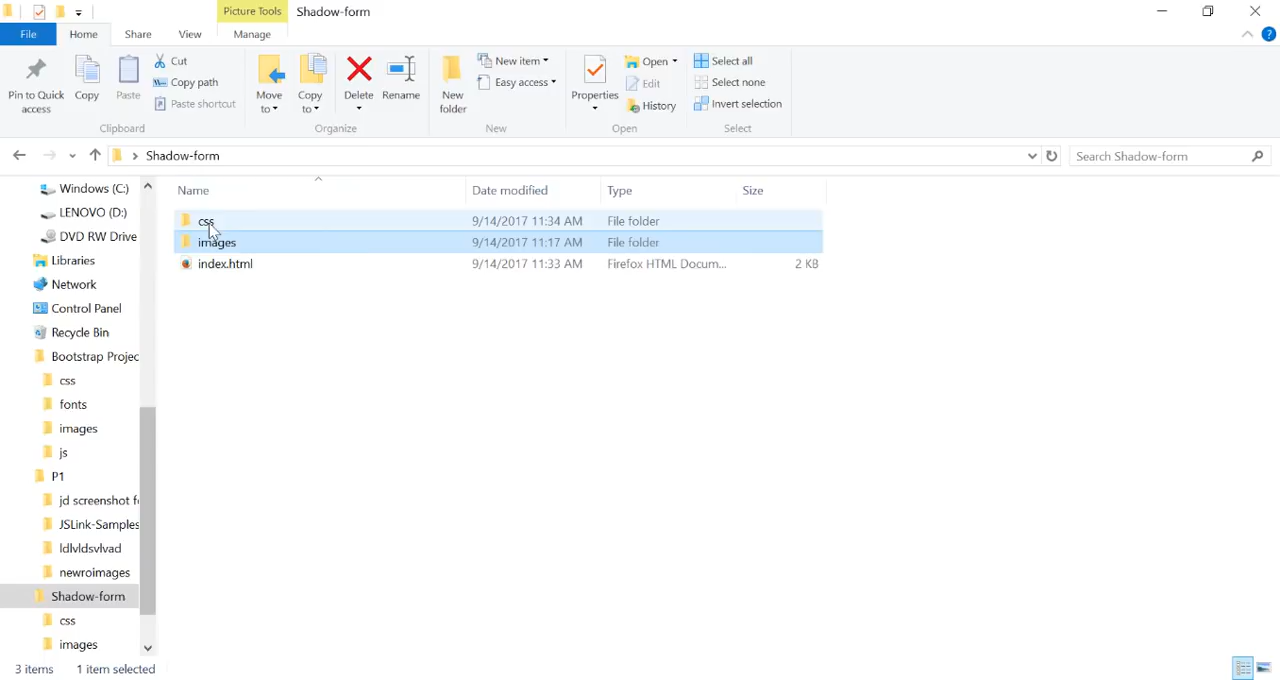 Picture Tools Shadow-form
File Home Share View Manage
Pin to Quick access
Copy
Paste
Cut
Copy path
Paste shortcut
Clipboard
Move to
Copy to
Delete
Rename
Organize
New folder
New item
Easy access
New
Properties
Open
Edit
History
Open
Select all
Select none
Invert selection
Select
Shadow-form
Search Shadow-form
Name Date modified Type Size
css 9/14/2017 11:34 AM File folder
images 9/14/2017 11:17 AM File folder
index.html 9/14/2017 11:33 AM Firefox HTML Docum... 2 KB
Windows (C:)
LENOVO (D:)
DVD RW Drive
Libraries
Network
Control Panel
Recycle Bin
Bootstrap Projec
css
fonts
images
js
P1
jd screenshot f
JSLink-Samples
ldlvldsvlvad
newroimages
Shadow-form
css
images
3 items 1 item selected